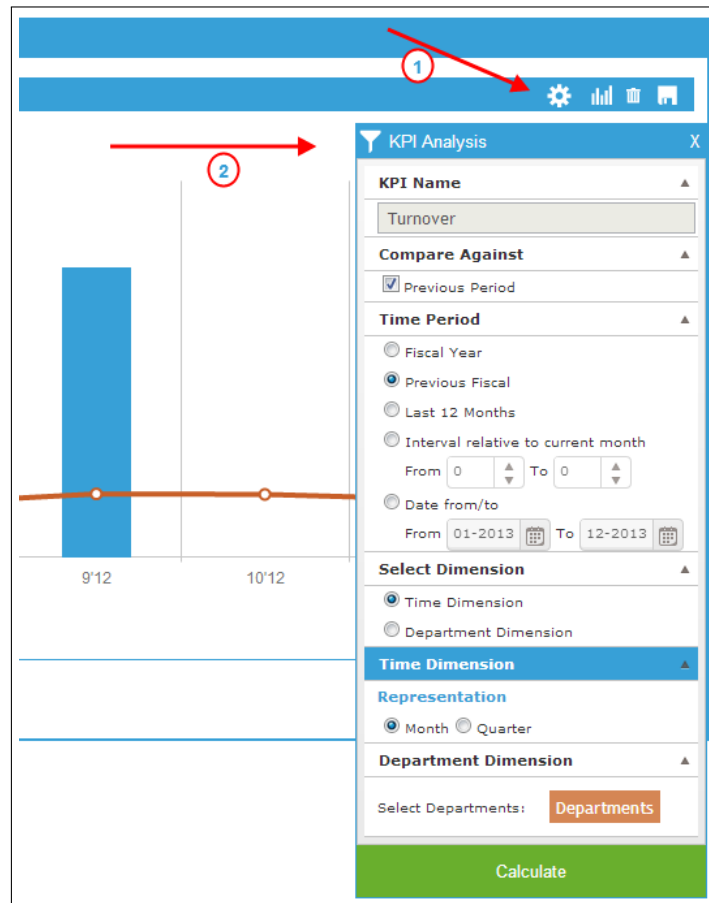 1
2
KPI Analysis X
KPI Name
Turnover
Compare Against
Previous Period
Time Period
Fiscal Year
Previous Fiscal
Last 12 Months
Interval relative to current month
From 0 To 0
Date from/to
From 01-2013 To 12-2013
Select Dimension
Time Dimension
Department Dimension
Time Dimension
Representation
Month Quarter
Department Dimension
Select Departments: Departments
Calculate
9'12 10'12